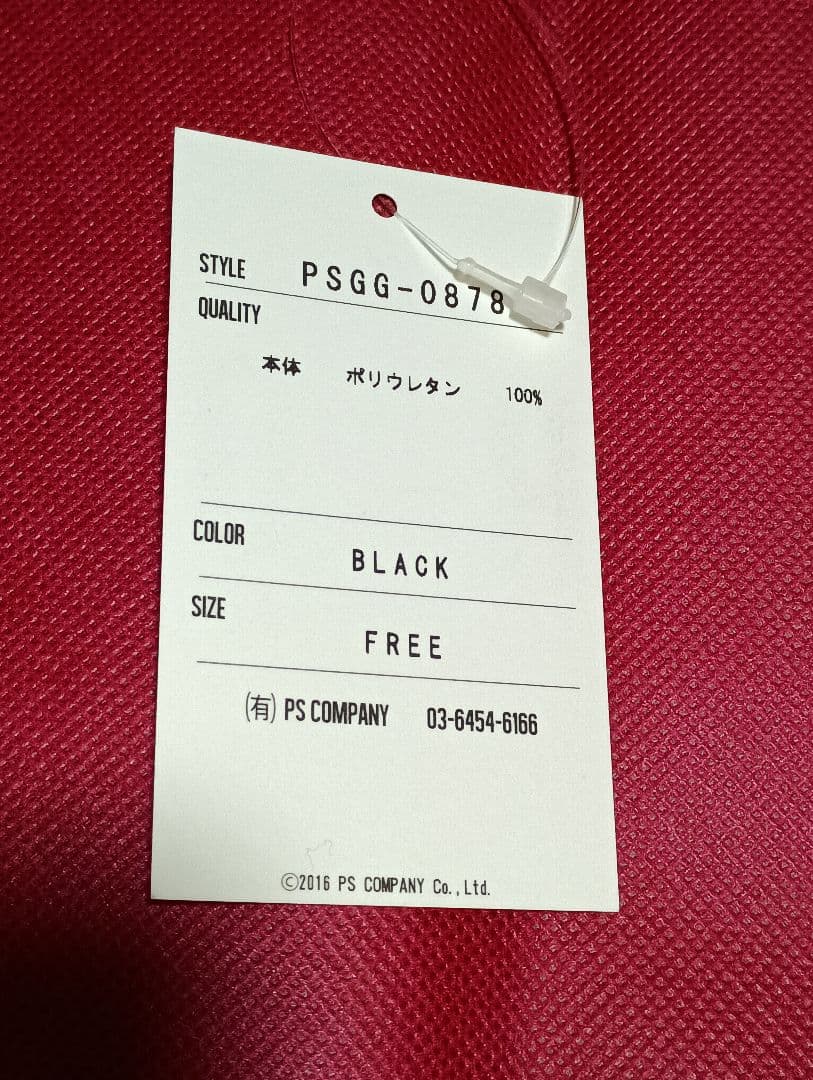 STYLE PSGG-0878
QUALITY
本体 ポリウレタン 100%
COLOR
BLACK
SIZE
FREE
(有) PS COMPANY 03-6454-6166
©2016 PS COMPANY Co.,Ltd.